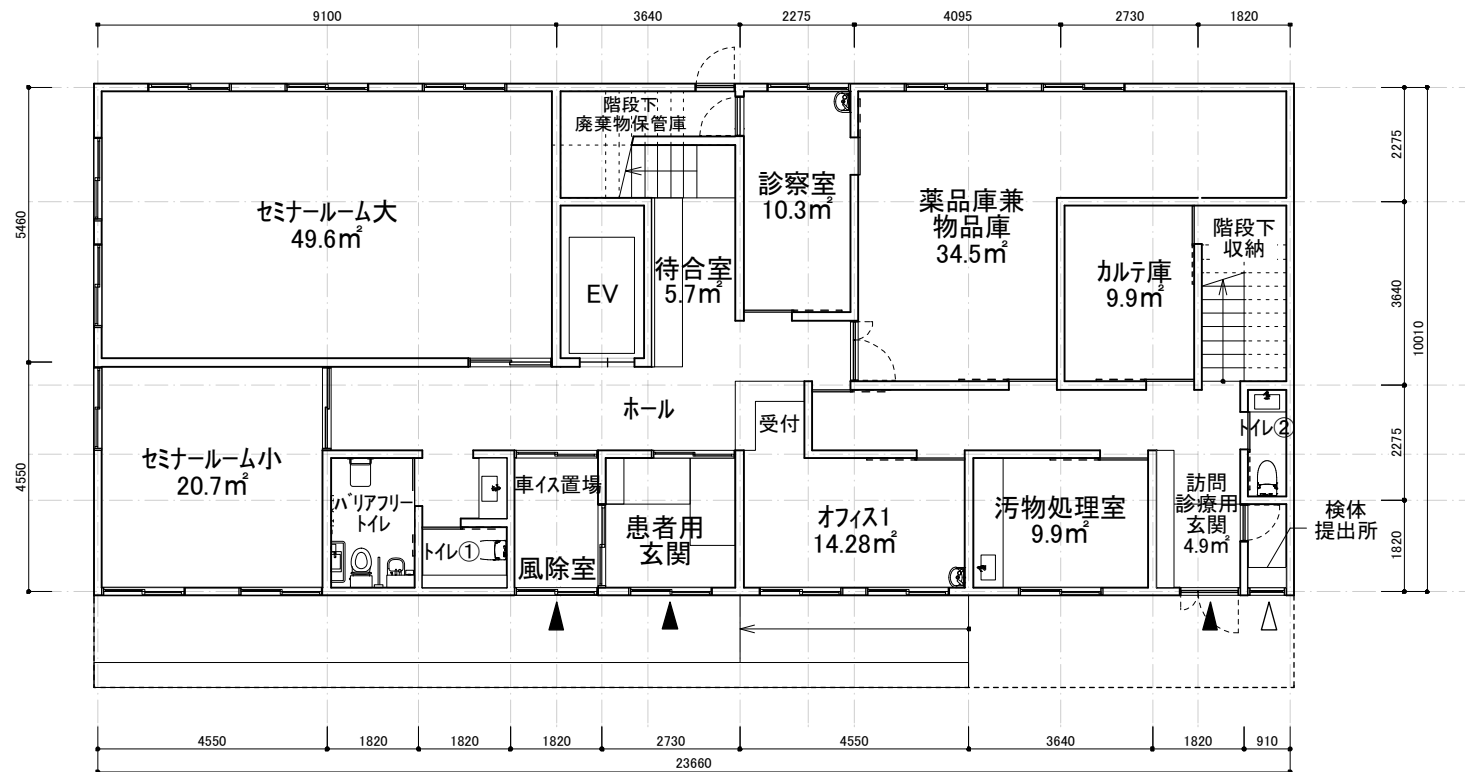 9100
3640
2275
4095
2730
1820
階段下
廃棄物保管庫
診察室
10.3㎡
薬品庫兼
物品庫
34.5㎡
セミナールーム大
49.6㎡
待合室
5.7㎡
EV
カルテ庫
9.9㎡
階段下
収納
5460
4550
2275
3640
2275
1820
10010
ホール
受付
トイレ②
セミナールーム小
20.7㎡
バリアフリー
トイレ
トイレ①
車イス置場
風除室
患者用
玄関
オフィス1
14.28㎡
汚物処理室
9.9㎡
訪問
診療用
玄関
4.9㎡
検体
提出所
4550
1820
1820
1820
2730
4550
3640
1820
910
23660